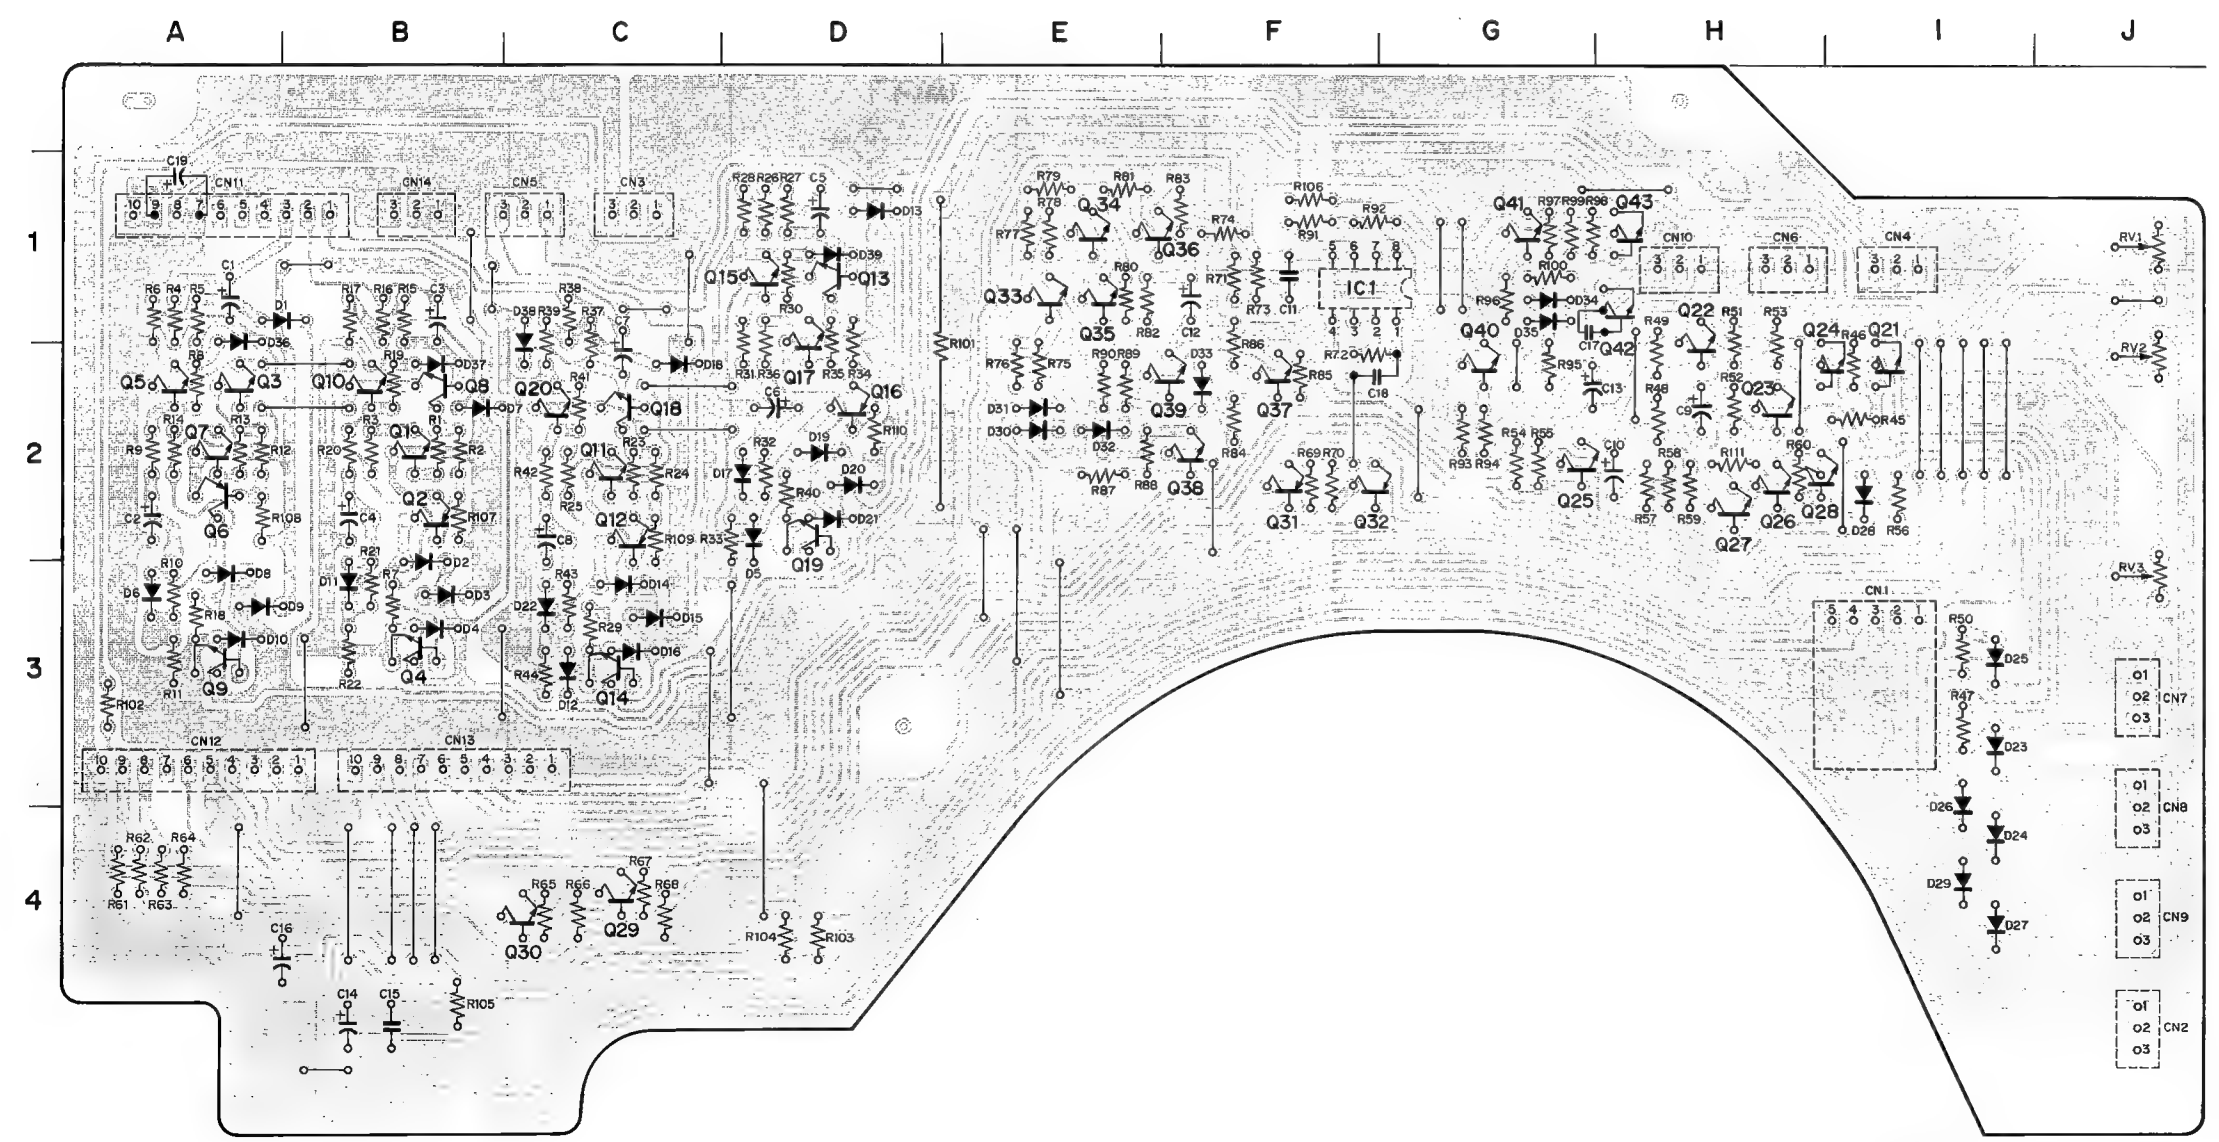 A B C D E F G H I J
C19
CN11 CN14 CN5 CN3
10 9 8 7 6 5 4 3 2 1
3 2 1
3 2 1
3 2 1
R28 R26 R27 C5
D13
R79 R81 R83
R78 Q34
R77 R74 Q36
R106
R92
R91
Q41 R97 R99 R98 Q43
1
CN10 CN6 CN4
3 2 1
3 2 1
3 2 1
RV1
C1
R6 R4 R5
D1
D36
R17 R16 R15 C3
R38
D38 R39 R37
C7
Q15 D39 Q13
R30
Q33 R80
Q35 R82 C12
R71 R73 C11
5 6 7 8
IC1
4 3 2 1
R100
R96 D34
D35 C17 Q42
Q40
R49 Q22 R51 R53
Q24 R46 Q21
RV2
R8
Q5 Q3
R19 D37
Q10 Q8
D7
Q20 R41
D18
Q18
R31 R36 Q17 R35 R34
C6 Q16
R101
R76 R75 R90 R89 D33
Q39
R86
Q37 R85
R72
C18
R95 C13
R48 R52 Q23
C9
R45
D31
D30 D32
R14 Q7 R13
R9 R12
R3 Q1 R1
R20 R2
Q11 R23
R42 R24
R25
R32 D19 R110
D17 D20
R40
R87 R88 Q38
R84
R69 R70
Q31 Q32
R93 R94
R54 R55
Q25
C10
R58 R111 R60
R57 R59
Q27 Q26 Q28
D28 R56
2
C2 Q6 R108
C4 Q2 R107
C8 Q12 R109
R33 D5 D21
Q19
R10 D8
D6 D9
R18
D10
R11 Q9
R21 D2
D11 R7 D3
D4
R22 Q4
R43 D14
D22 D15
R29
D16
R44 D12 Q14
RV3
CN1
5 4 3 2 1
R50
D25
3
R102
R47
D23
1
2
3
CN7
CN12
10 9 8 7 6 5 4 3 2 1
CN13
10 9 8 7 6 5 4 3 2 1
D26
D24
1
2
3
CN8
R62 R64
R61 R63
R65 R66 R67 R68
Q30 Q29
D29
D27
4
1
2
3
CN9
C16
R104 R103
C14 C15 R105
1
2
3
CN2